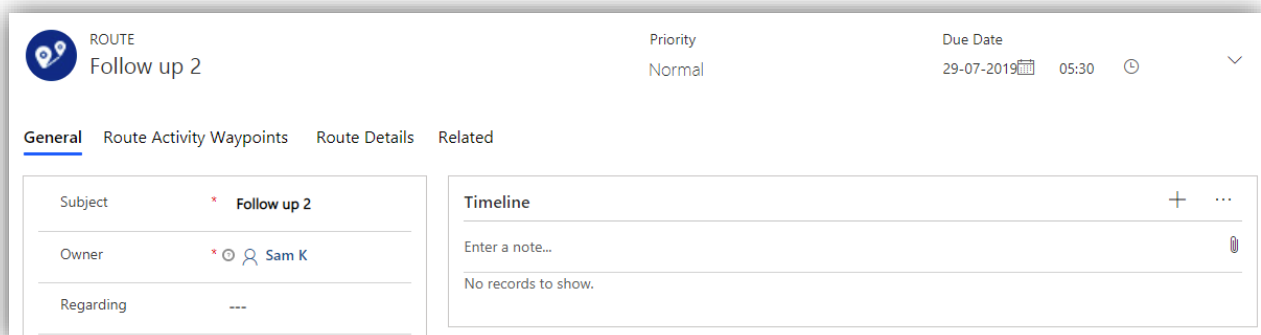 ROUTE
Follow up 2
Priority
Normal
Due Date
29-07-2019 05:30
General Route Activity Waypoints Route Details Related
Subject * Follow up 2
Owner * Sam K
Regarding ---
Timeline
Enter a note...
No records to show.